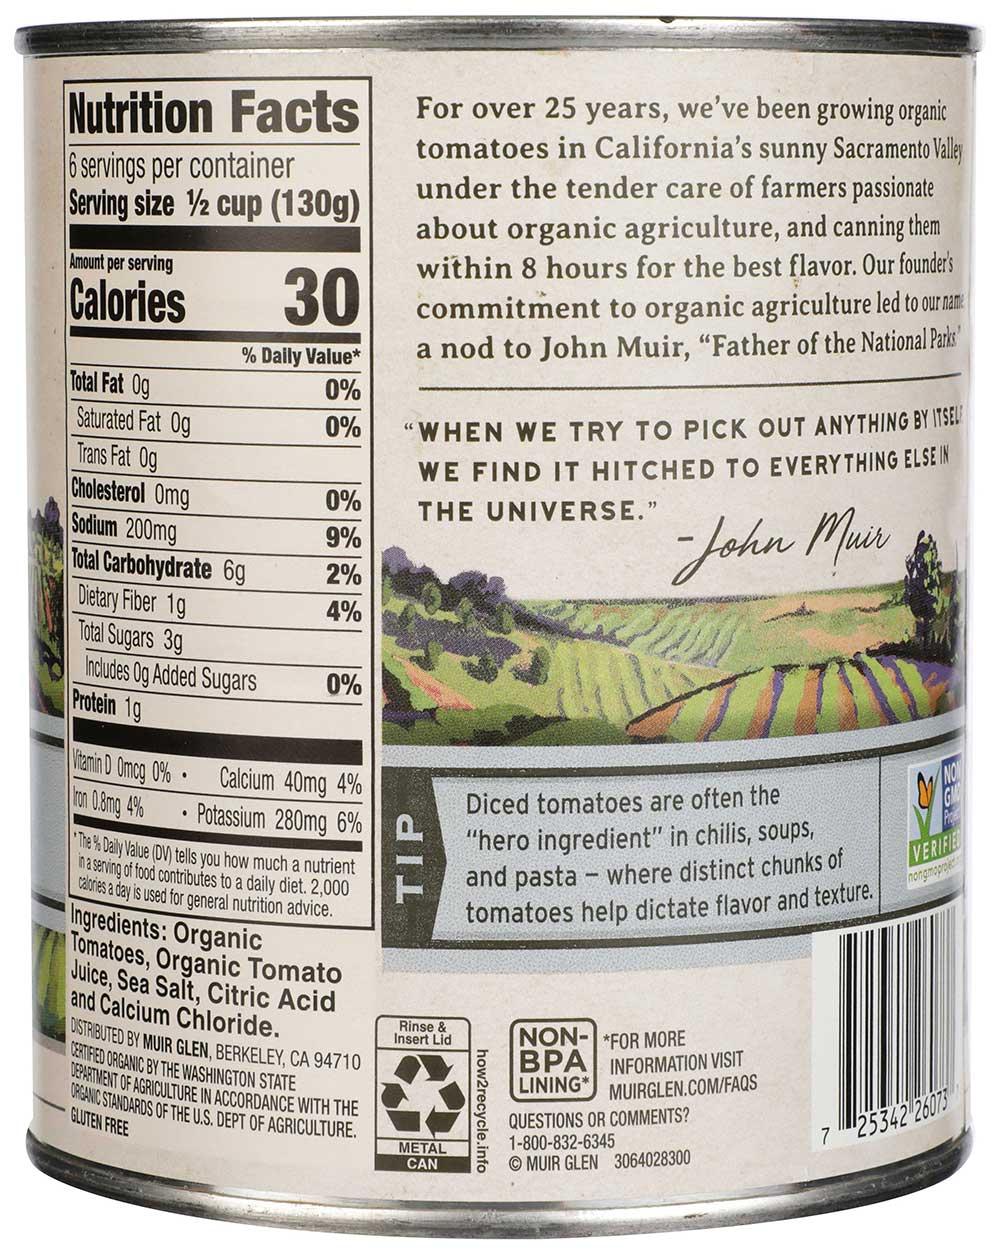 Nutrition Facts
6 servings per container
Serving size ½ cup (130g)
Amount per serving
Calories 30
% Daily Value*
Total Fat 0g 0%
Saturated Fat 0g 0%
Trans Fat 0g
Cholesterol 0mg 0%
Sodium 200mg 9%
Total Carbohydrate 6g 2%
Dietary Fiber 1g 4%
Total Sugars 3g
Includes 0g Added Sugars 0%
Protein 1g
Vitamin D 0mcg 0% • Calcium 40mg 4%
Iron 0.8mg 4% • Potassium 280mg 6%
*The % Daily Value (DV) tells you how much a nutrient
in a serving of food contributes to a daily diet. 2,000
calories a day is used for general nutrition advice.
Ingredients: Organic
Tomatoes, Organic Tomato
Juice, Sea Salt, Citric Acid
and Calcium Chloride.
DISTRIBUTED BY MUIR GLEN, BERKELEY, CA 94710
CERTIFIED ORGANIC BY THE WASHINGTON STATE
DEPARTMENT OF AGRICULTURE IN ACCORDANCE WITH THE
ORGANIC STANDARDS OF THE U.S. DEPT OF AGRICULTURE.
GLUTEN FREE
For over 25 years, we've been growing organic
tomatoes in California's sunny Sacramento Valley
under the tender care of farmers passionate
about organic agriculture, and canning them
within 8 hours for the best flavor. Our founder's
commitment to organic agriculture led to our name
a nod to John Muir, “Father of the National Parks.”
“WHEN WE TRY TO PICK OUT ANYTHING BY ITSELF
WE FIND IT HITCHED TO EVERYTHING ELSE IN
THE UNIVERSE.”
-John Muir
TIP
Diced tomatoes are often the
“hero ingredient” in chilis, soups,
and pasta – where distinct chunks of
tomatoes help dictate flavor and texture.
NON
GMO
Project
VERIFIED
nongmoproject.
Rinse &
Insert Lid
METAL
CAN
how2recycle.info
NON-
BPA
LINING*
*FOR MORE
INFORMATION VISIT
MUIRGLEN.COM/FAQS
QUESTIONS OR COMMENTS?
1-800-832-6345
© MUIR GLEN 3064028300
7 25342 26073